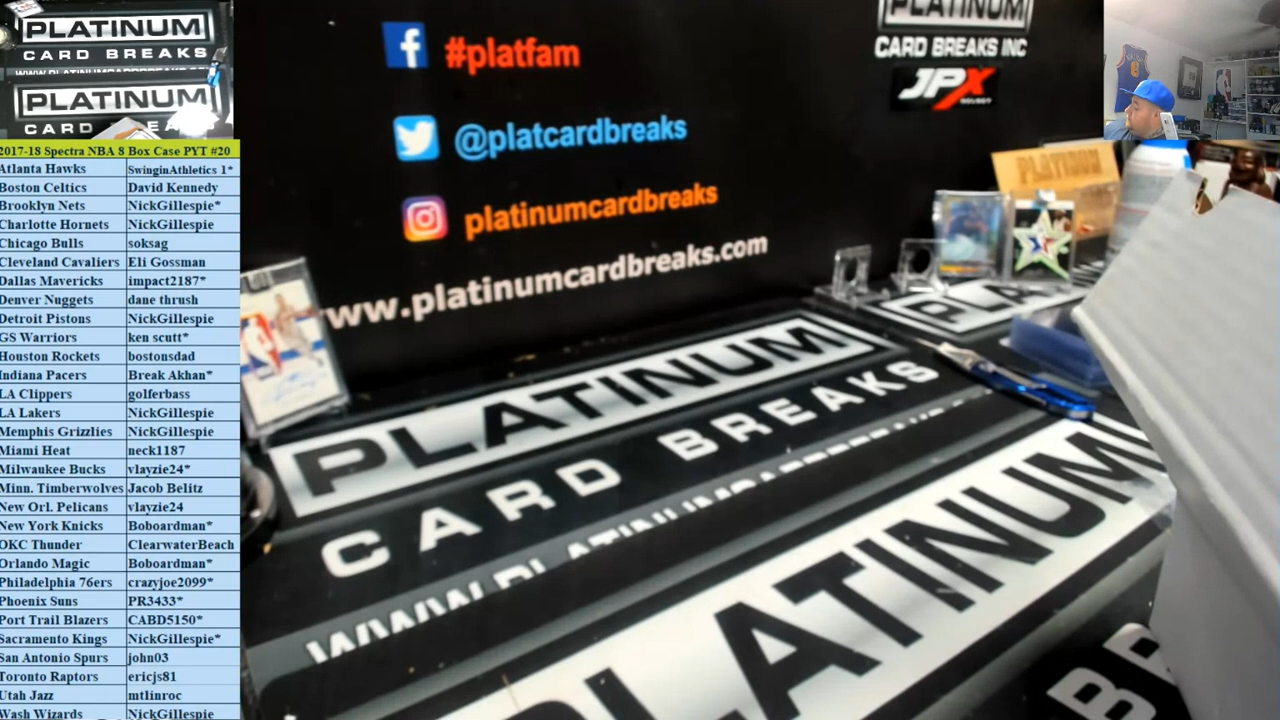 PLATINUM
CARD BREAKS
PLATINUM
CARD
2017-18 Spectra NBA 8 Box Case PYT #20
Atlanta Hawks SwinginAthletics 1*
Boston Celtics David Kennedy
Brooklyn Nets NickGillespie*
Charlotte Hornets NickGillespie
Chicago Bulls soksag
Cleveland Cavaliers Eli Gossman
Dallas Mavericks impact2187*
Denver Nuggets dane thrush
Detroit Pistons NickGillespie
GS Warriors ken scutt*
Houston Rockets bostonsdad
Indiana Pacers Break Akhan*
LA Clippers golferbass
LA Lakers NickGillespie
Memphis Grizzlies NickGillespie
Miami Heat neck1187
Milwaukee Bucks vlayzie24*
Minn. Timberwolves Jacob Belitz
New Orl. Pelicans vlayzie24
New York Knicks Boboardman*
OKC Thunder ClearwaterBeach
Orlando Magic Boboardman*
Philadelphia 76ers crazyjoe2099*
Phoenix Suns PR3433*
Port Trail Blazers CABD5150*
Sacramento Kings NickGillespie*
San Antonio Spurs john03
Toronto Raptors ericjs81
Utah Jazz mtlinroc
Wash Wizards NickGillespie
#platfam
@platcardbreaks
platinumcardbreaks
www.platinumcardbreaks.com
PLATINUM
CARD BREAKS INC
JPX
PLATINUM
PLATINUM
CARD BREAKS
PLATINUM